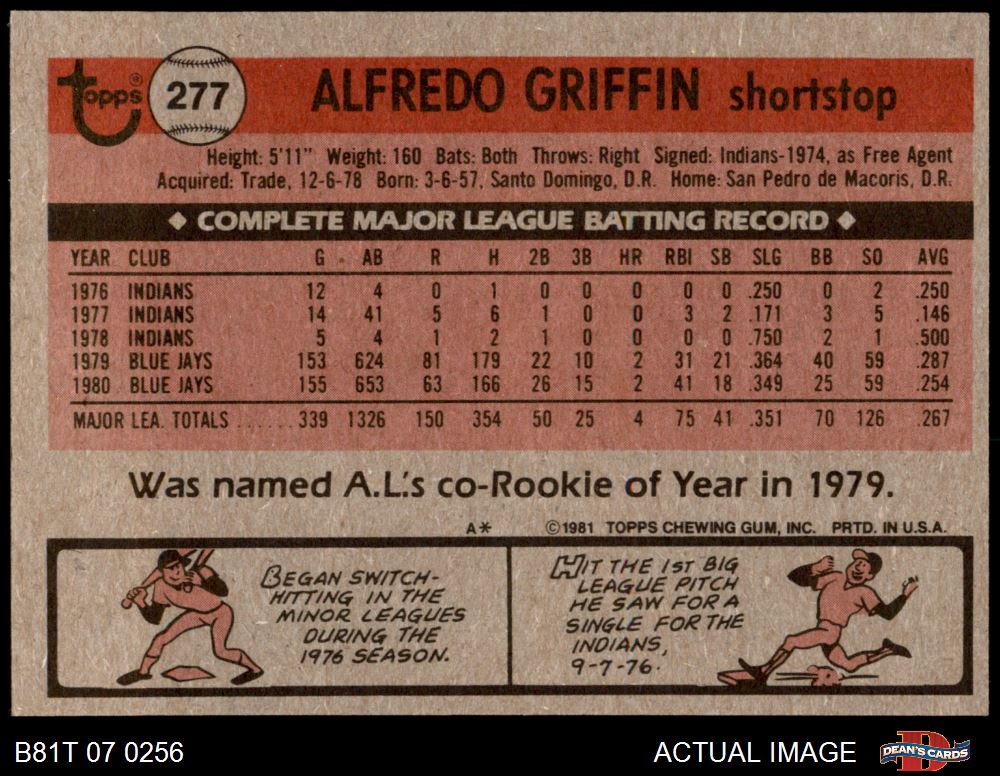 Topps ® 277 ALFREDO GRIFFIN shortstop
Height: 5'11" Weight: 160 Bats: Both Throws: Right Signed: Indians-1974, as Free Agent
Acquired: Trade, 12-6-78 Born: 3-6-57, Santo Domingo, D.R. Home: San Pedro de Macoris, D.R.
◆ COMPLETE MAJOR LEAGUE BATTING RECORD ◆
YEAR CLUB G AB R H 2B 3B HR RBI SB SLG BB SO AVG
1976 INDIANS 12 4 0 1 0 0 0 0 0 .250 0 2 .250
1977 INDIANS 14 41 5 6 1 0 0 3 2 .171 3 5 .146
1978 INDIANS 5 4 1 2 1 0 0 0 0 .750 2 1 .500
1979 BLUE JAYS 153 624 81 179 22 10 2 31 21 .364 40 59 .287
1980 BLUE JAYS 155 653 63 166 26 15 2 41 18 .349 25 59 .254
MAJOR LEA. TOTALS ...... 339 1326 150 354 50 25 4 75 41 .351 70 126 .267
Was named A.L.'s co-Rookie of Year in 1979.
A* ©1981 TOPPS CHEWING GUM, INC. PRTD. IN U.S.A.
BEGAN SWITCH-
HITTING IN THE
MINOR LEAGUES
DURING THE
1976 SEASON.
HIT THE 1ST BIG
LEAGUE PITCH
HE SAW FOR A
SINGLE FOR THE
INDIANS,
9-7-76.
B81T 07 0256 ACTUAL IMAGE DEAN'S CARDS